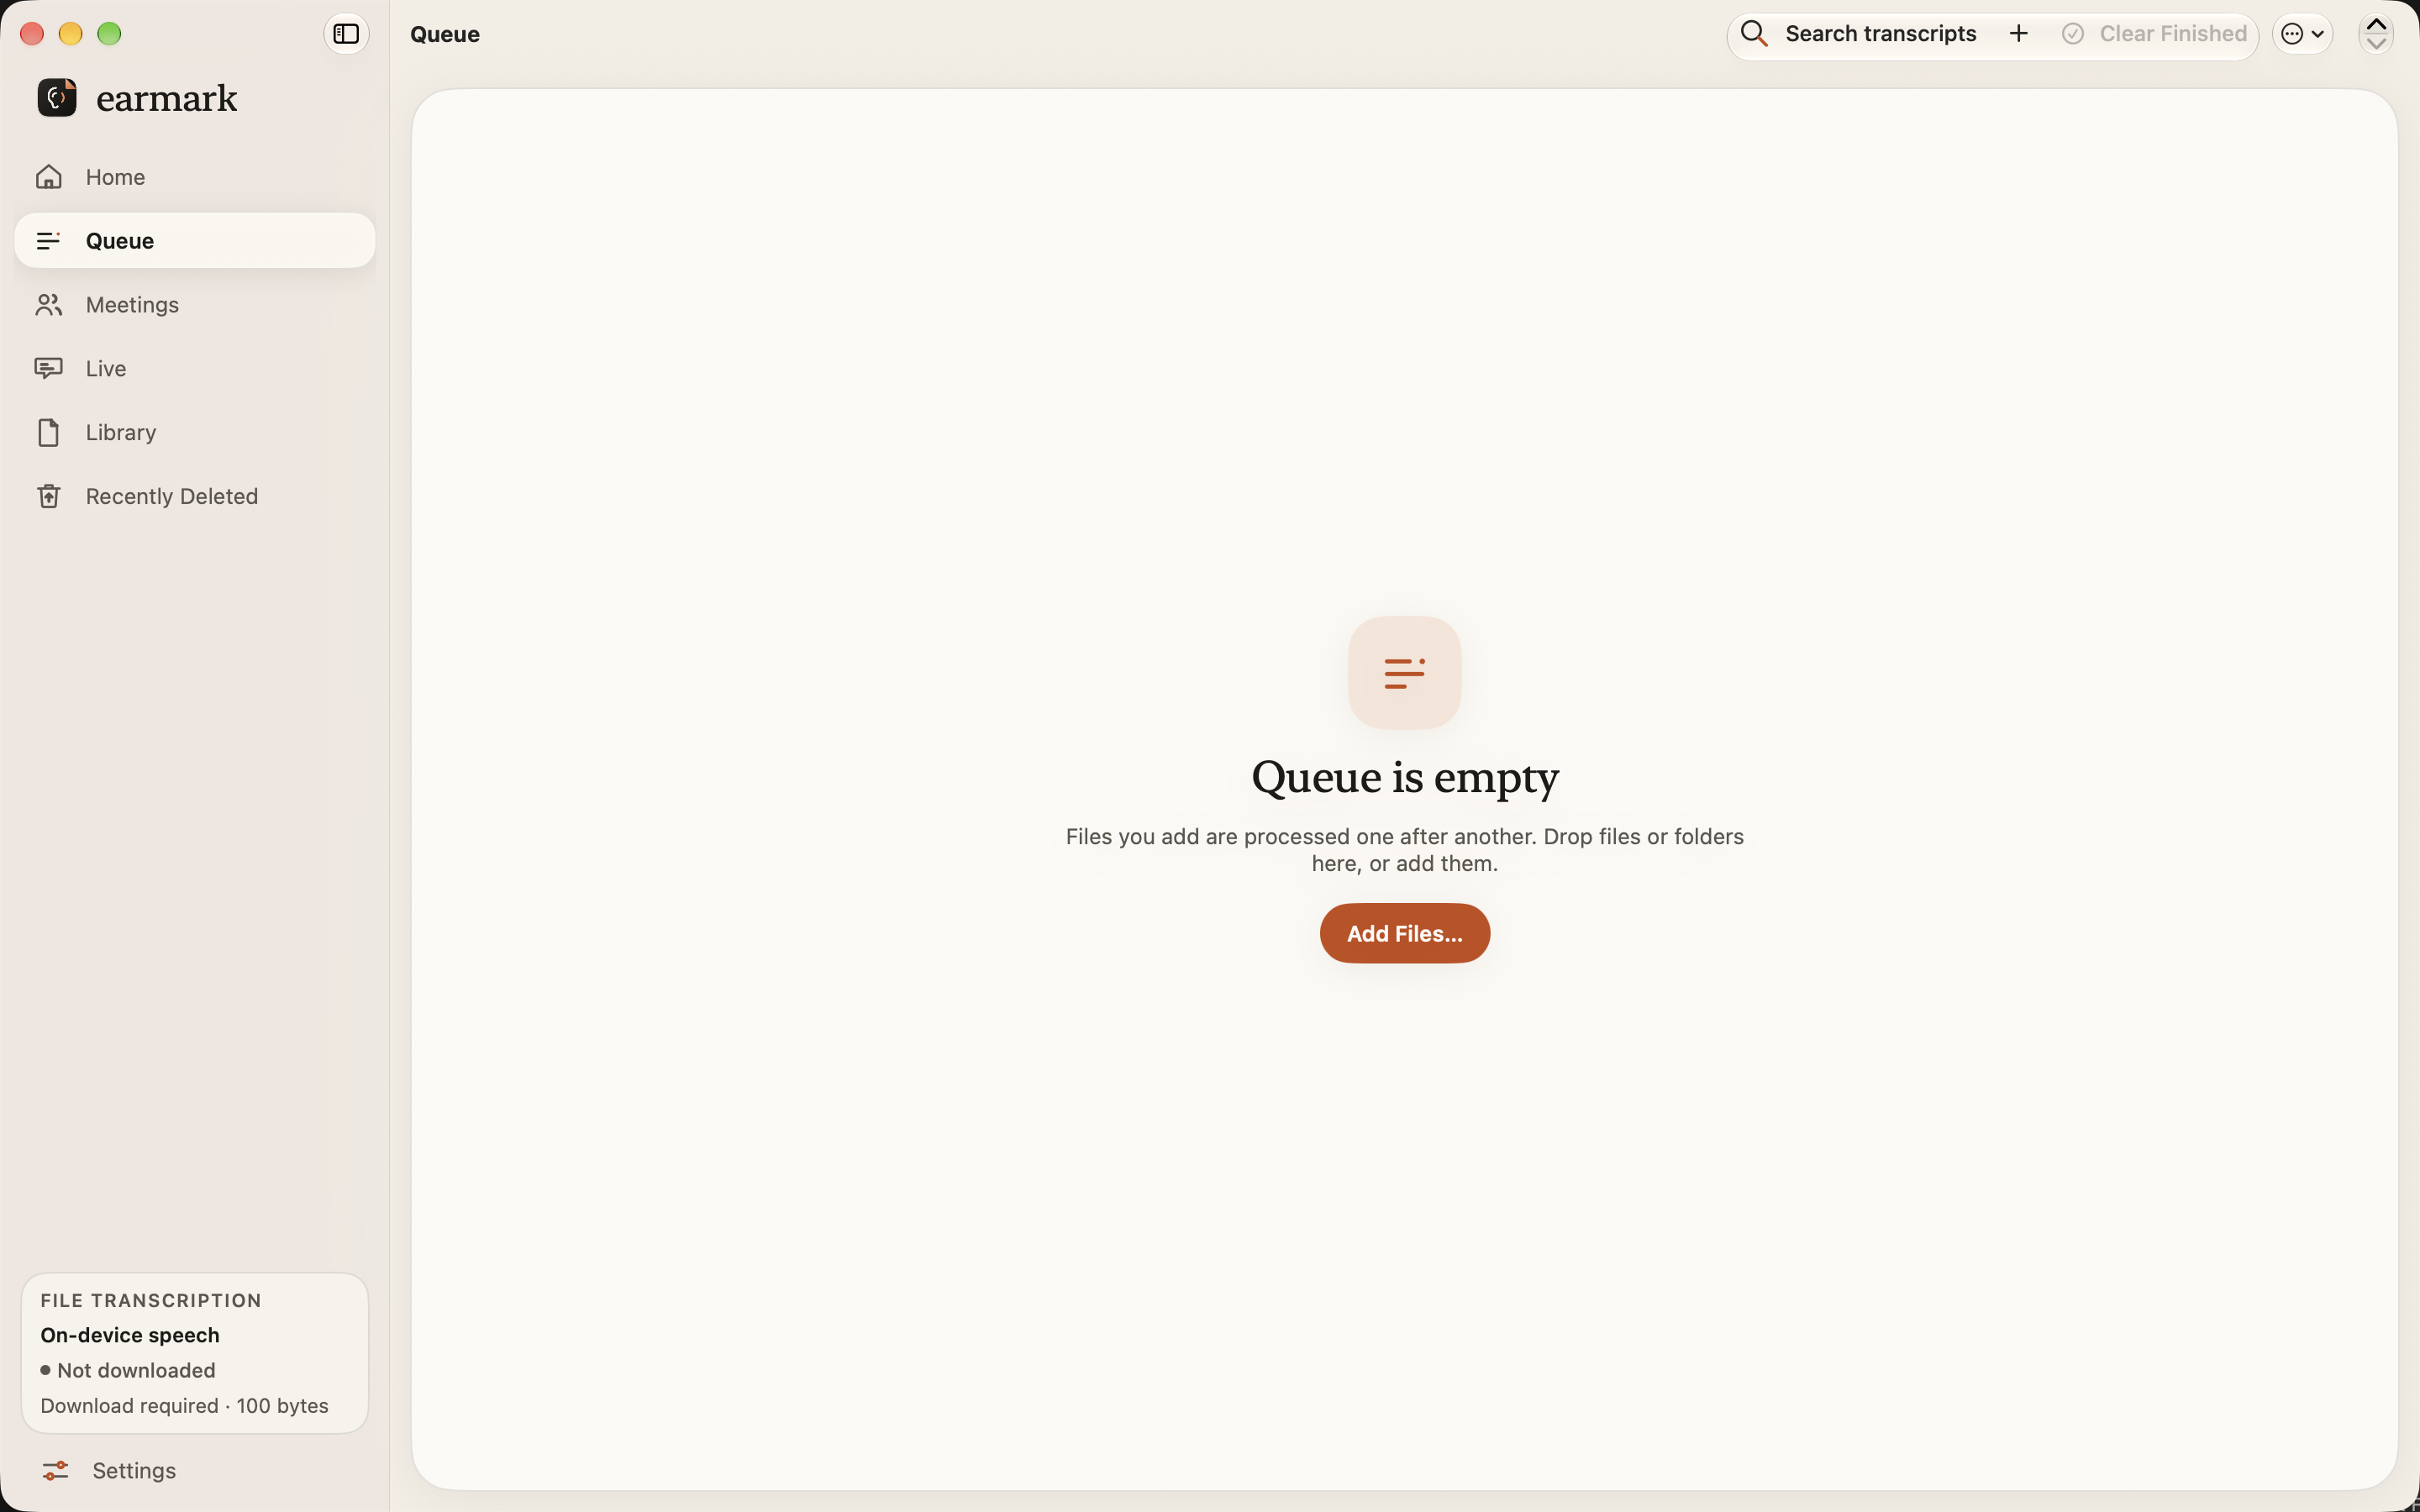 Queue
Search transcripts
Clear Finished
earmark
Home
Queue
Meetings
Live
Library
Recently Deleted
Queue is empty
Files you add are processed one after another. Drop files or folders
here, or add them.
Add Files...
FILE TRANSCRIPTION
On-device speech
Not downloaded
Download required · 100 bytes
Settings